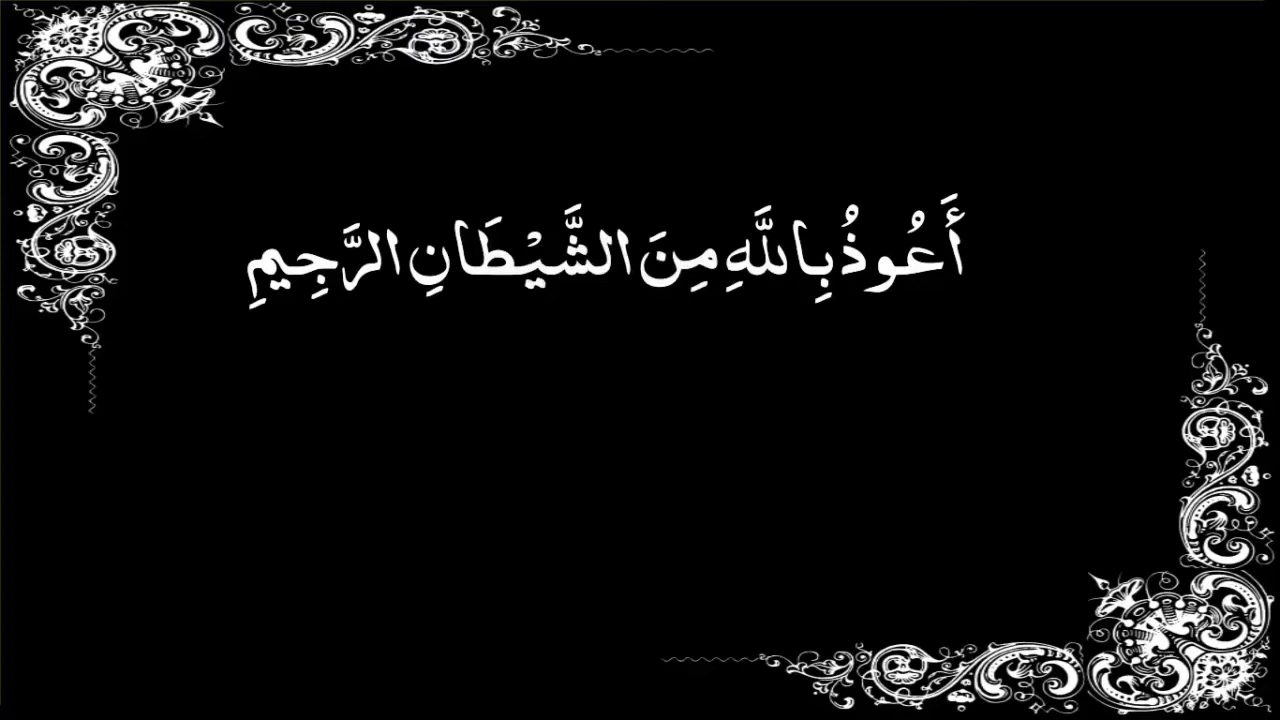 أَعُوذُ بِاللَّهِ مِنَ الشَّيْطَانِ الرَّجِيمِ